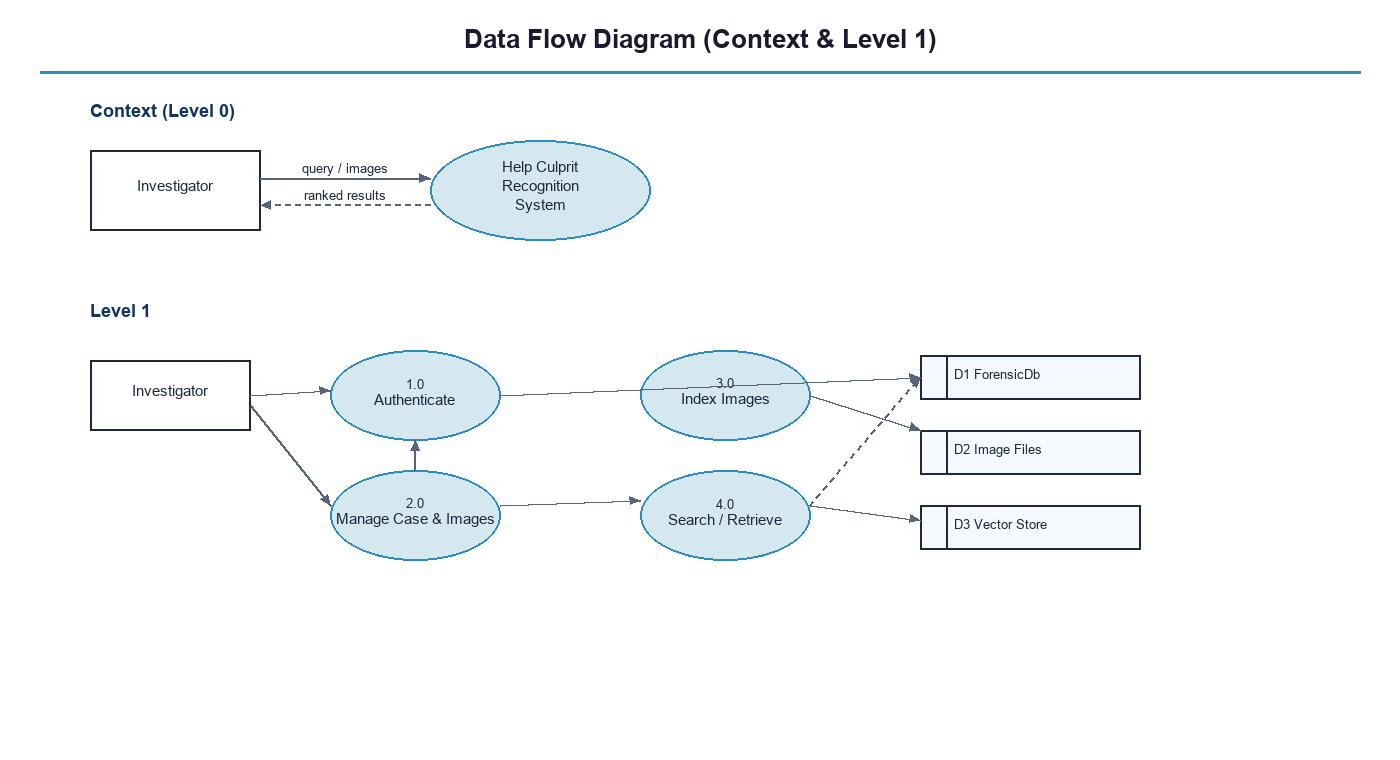 Data Flow Diagram (Context & Level 1)
Context (Level 0)
Investigator
query / images
ranked results
Help Culprit
Recognition
System
Level 1
Investigator
1.0
Authenticate
3.0
Index Images
D1 ForensicDb
D2 Image Files
2.0
Manage Case & Images
4.0
Search / Retrieve
D3 Vector Store